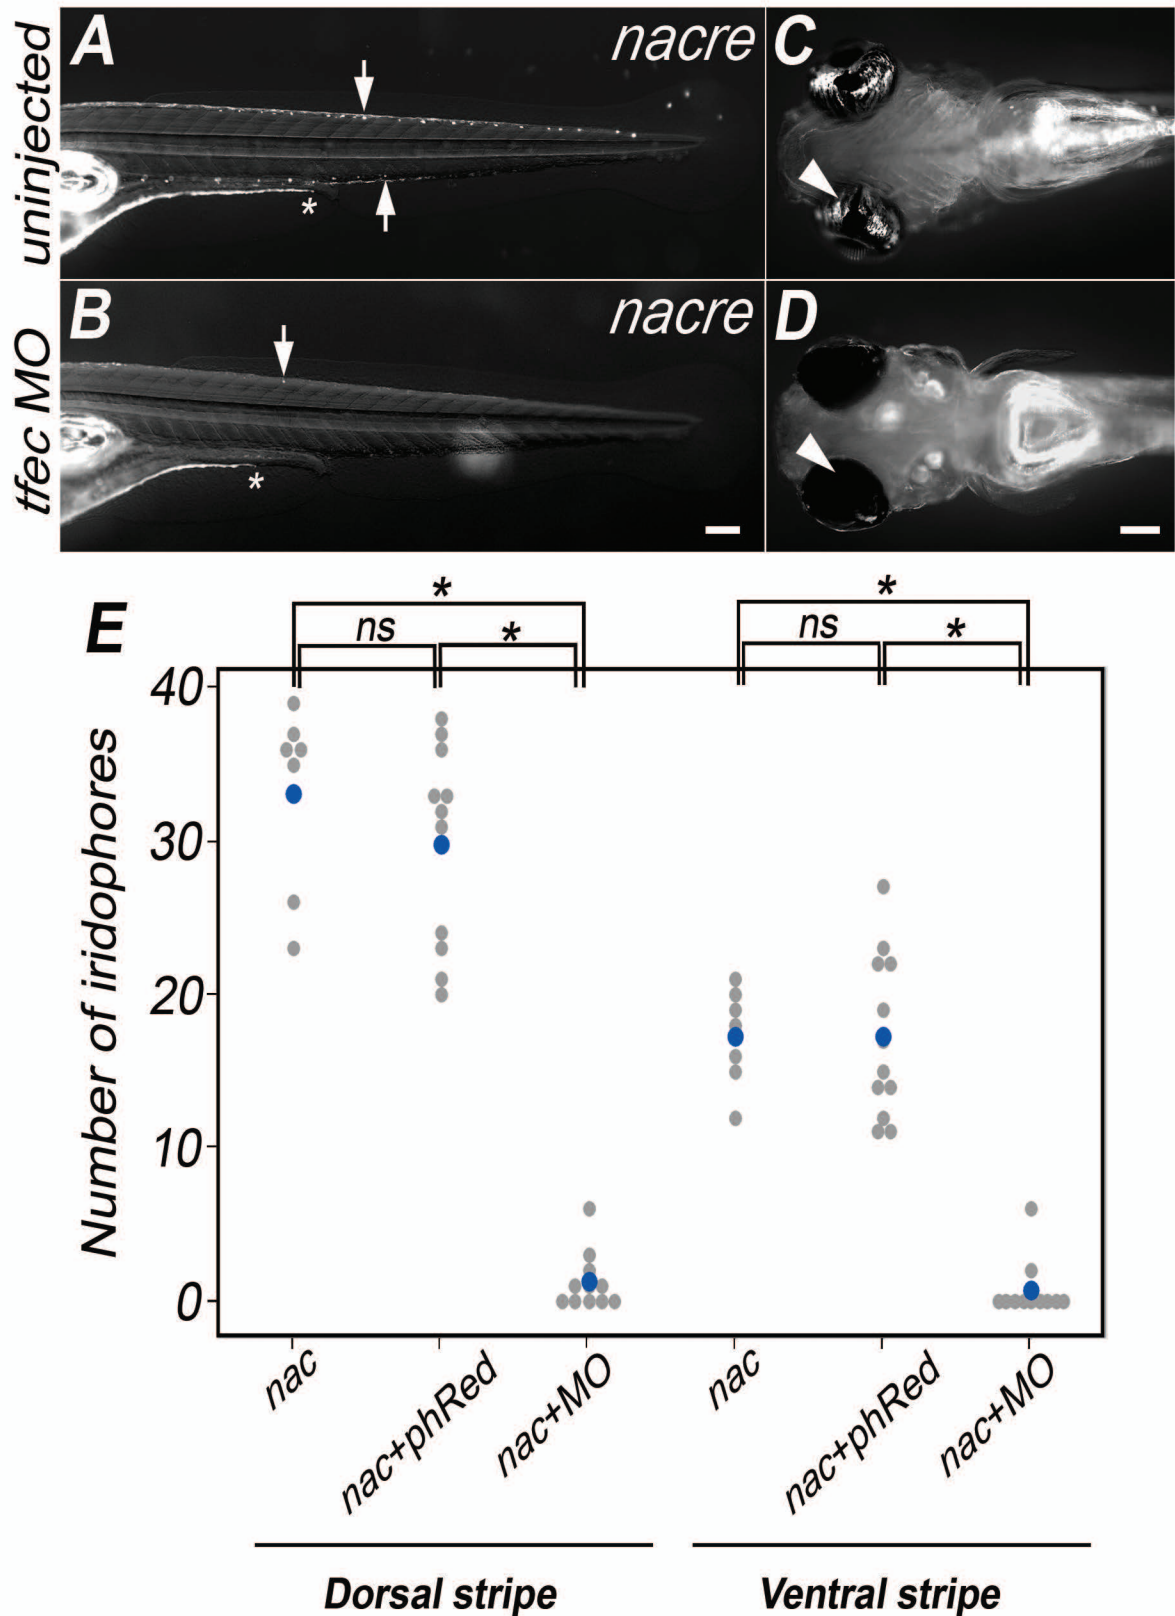 uninjected
A
nacre
C
*
tfec MO
B
nacre
D
*
E
*
ns
*
*
ns
*
Number of iridophores
40
30
20
10
0
nac
nac+phRed
nac+MO
nac
nac+phRed
nac+MO
Dorsal stripe
Ventral stripe